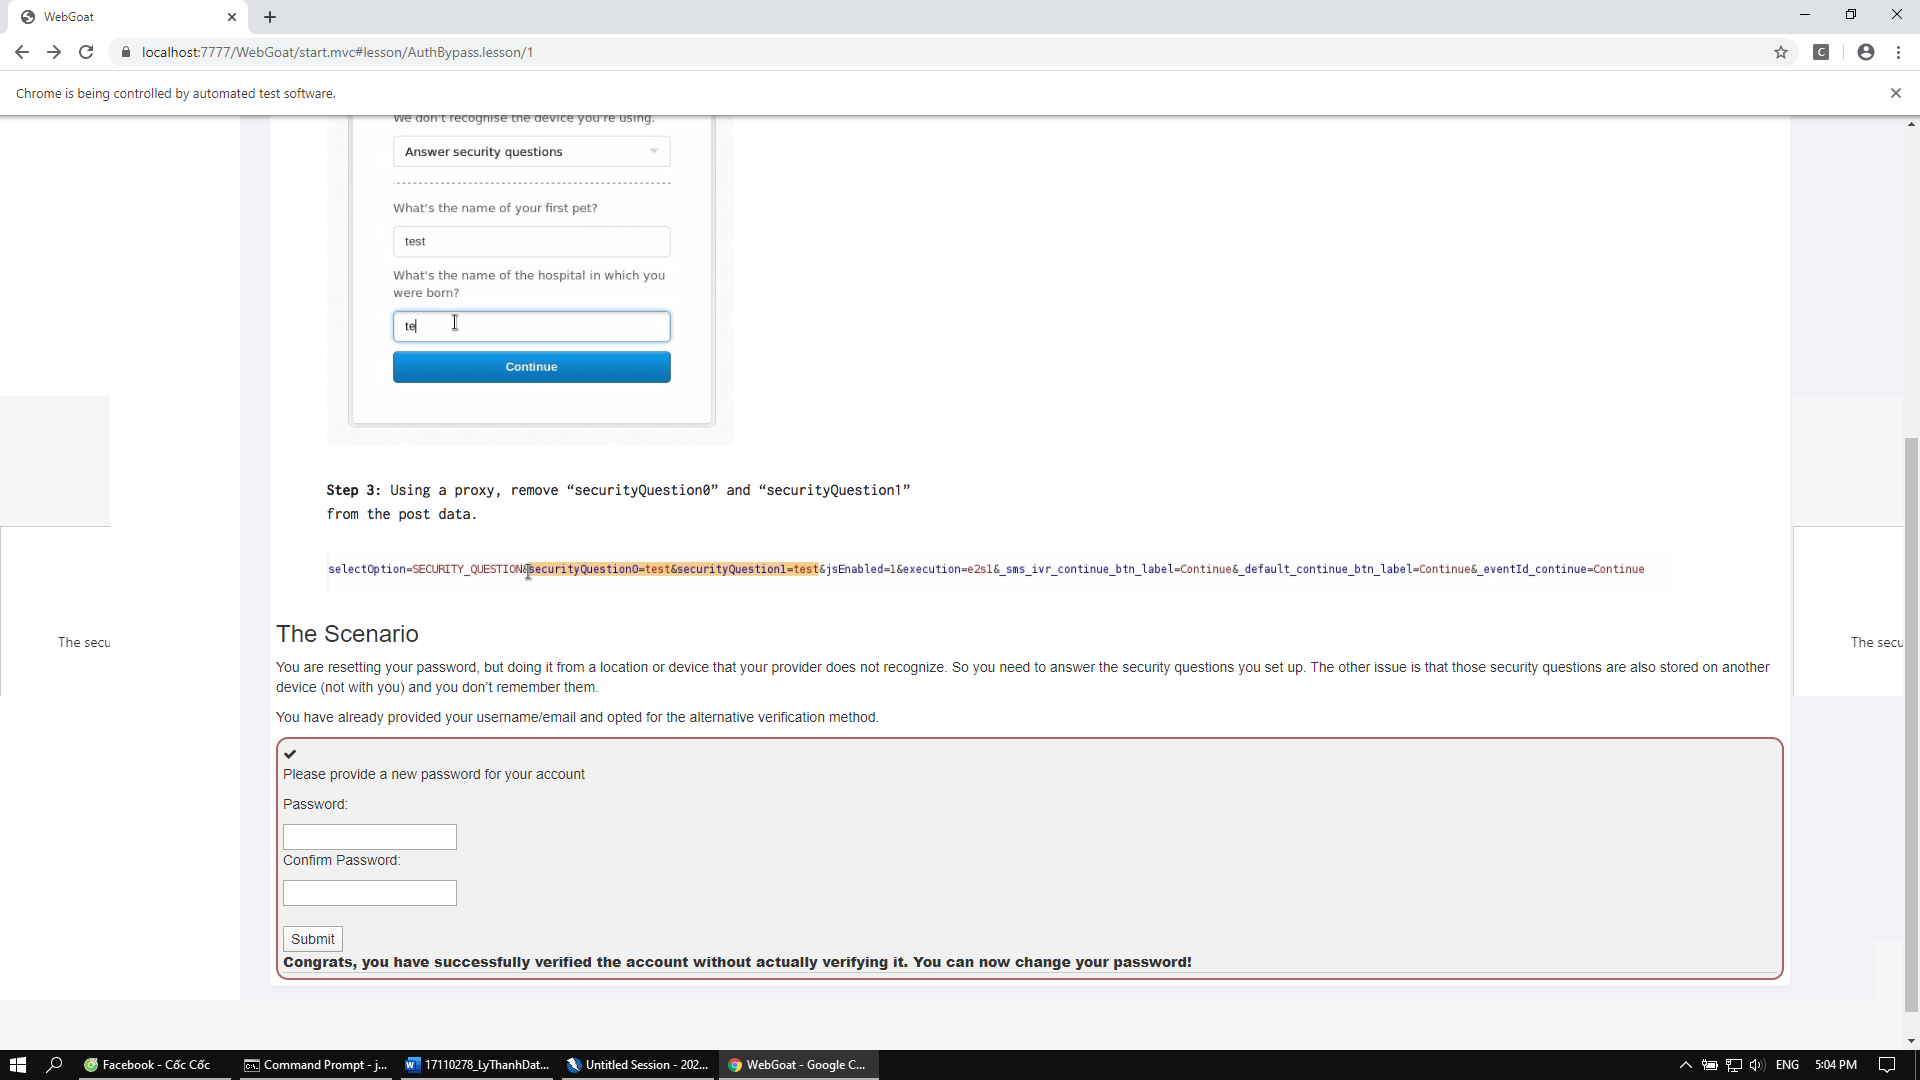 WebGoat
localhost:7777/WebGoat/start.mvc#lesson/AuthBypass.lesson/1
C
Chrome is being controlled by automated test software.
We don't recognise the device you're using.
Answer security questions
What's the name of your first pet?
test
What's the name of the hospital in which you
were born?
te
Continue
Step 3: Using a proxy, remove “securityQuestion0” and “securityQuestion1”
from the post data.
selectOption=SECURITY_QUESTION&securityQuestion0=test&securityQuestion1=test&jsEnabled=1&execution=e2s1&_sms_ivr_continue_btn_label=Continue&_default_continue_btn_label=Continue&_eventId_continue=Continue
The Scenario
The secu
The secu
You are resetting your password, but doing it from a location or device that your provider does not recognize. So you need to answer the security questions you set up. The other issue is that those security questions are also stored on another
device (not with you) and you don’t remember them.
You have already provided your username/email and opted for the alternative verification method.
Please provide a new password for your account
Password:
Confirm Password:
Submit
Congrats, you have successfully verified the account without actually verifying it. You can now change your password!
Facebook - Cốc Cốc
Command Prompt - j...
17110278_LyThanhDat...
Untitled Session - 202...
WebGoat - Google C...
ENG
5:04 PM